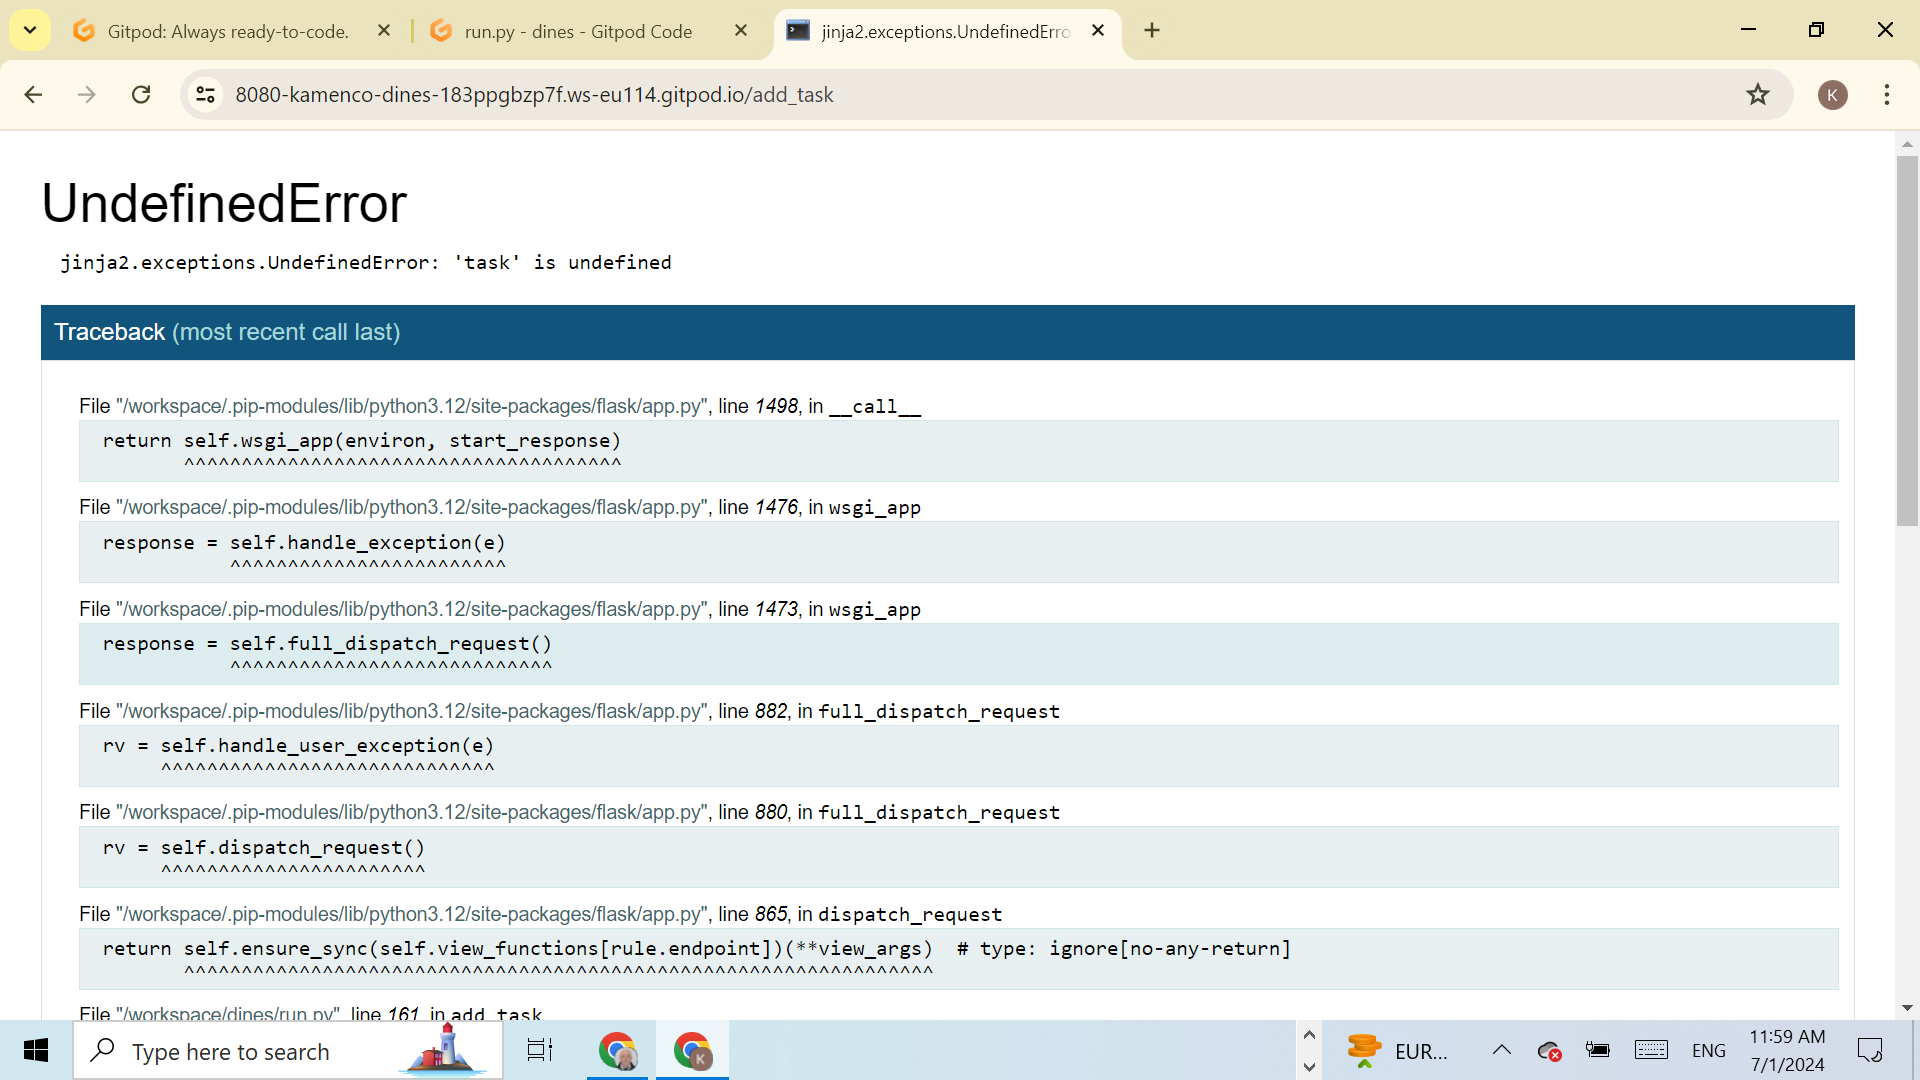 Gitpod: Always ready-to-code.
run.py - dines - Gitpod Code
jinja2.exceptions.UndefinedErro
8080-kamenco-dines-183ppgbzp7f.ws-eu114.gitpod.io/add_task
K
UndefinedError
jinja2.exceptions.UndefinedError: 'task' is undefined
Traceback (most recent call last)
File "/workspace/.pip-modules/lib/python3.12/site-packages/flask/app.py", line 1498, in __call__
return self.wsgi_app(environ, start_response)
^^^^^^^^^^^^^^^^^^^^^^^^^^^^^^^^^^^^^^
File "/workspace/.pip-modules/lib/python3.12/site-packages/flask/app.py", line 1476, in wsgi_app
response = self.handle_exception(e)
^^^^^^^^^^^^^^^^^^^^^^^^
File "/workspace/.pip-modules/lib/python3.12/site-packages/flask/app.py", line 1473, in wsgi_app
response = self.full_dispatch_request()
^^^^^^^^^^^^^^^^^^^^^^^^^^^^
File "/workspace/.pip-modules/lib/python3.12/site-packages/flask/app.py", line 882, in full_dispatch_request
rv = self.handle_user_exception(e)
^^^^^^^^^^^^^^^^^^^^^^^^^^^^^
File "/workspace/.pip-modules/lib/python3.12/site-packages/flask/app.py", line 880, in full_dispatch_request
rv = self.dispatch_request()
^^^^^^^^^^^^^^^^^^^^^^^
File "/workspace/.pip-modules/lib/python3.12/site-packages/flask/app.py", line 865, in dispatch_request
return self.ensure_sync(self.view_functions[rule.endpoint])(**view_args)  # type: ignore[no-any-return]
^^^^^^^^^^^^^^^^^^^^^^^^^^^^^^^^^^^^^^^^^^^^^^^^^^^^^^^^^^^^^^^^^
File "/workspace/dines/run.py", line 161, in add_task
Type here to search
K
EUR...
ENG
11:59 AM
7/1/2024